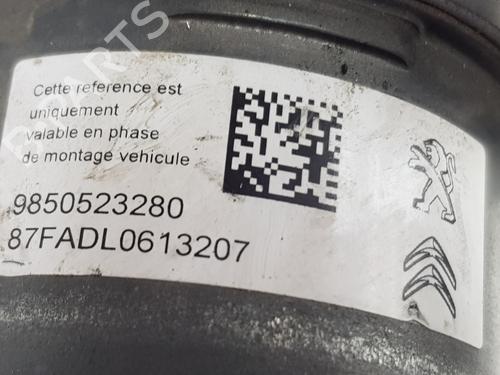 Cette reference est
uniquement
valable en phase
de montage vehicule
9850523280
87FADL0613207